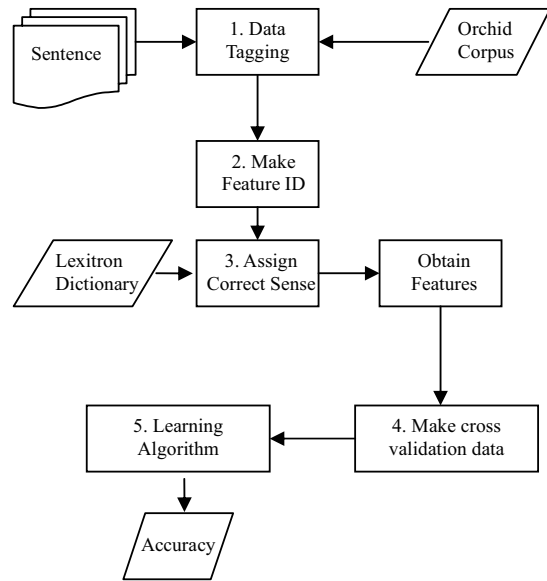 Sentence
1. Data
Tagging
Orchid
Corpus
2. Make
Feature ID
Lexitron
Dictionary
3. Assign
Correct Sense
Obtain
Features
5. Learning
Algorithm
4. Make cross
validation data
Accuracy